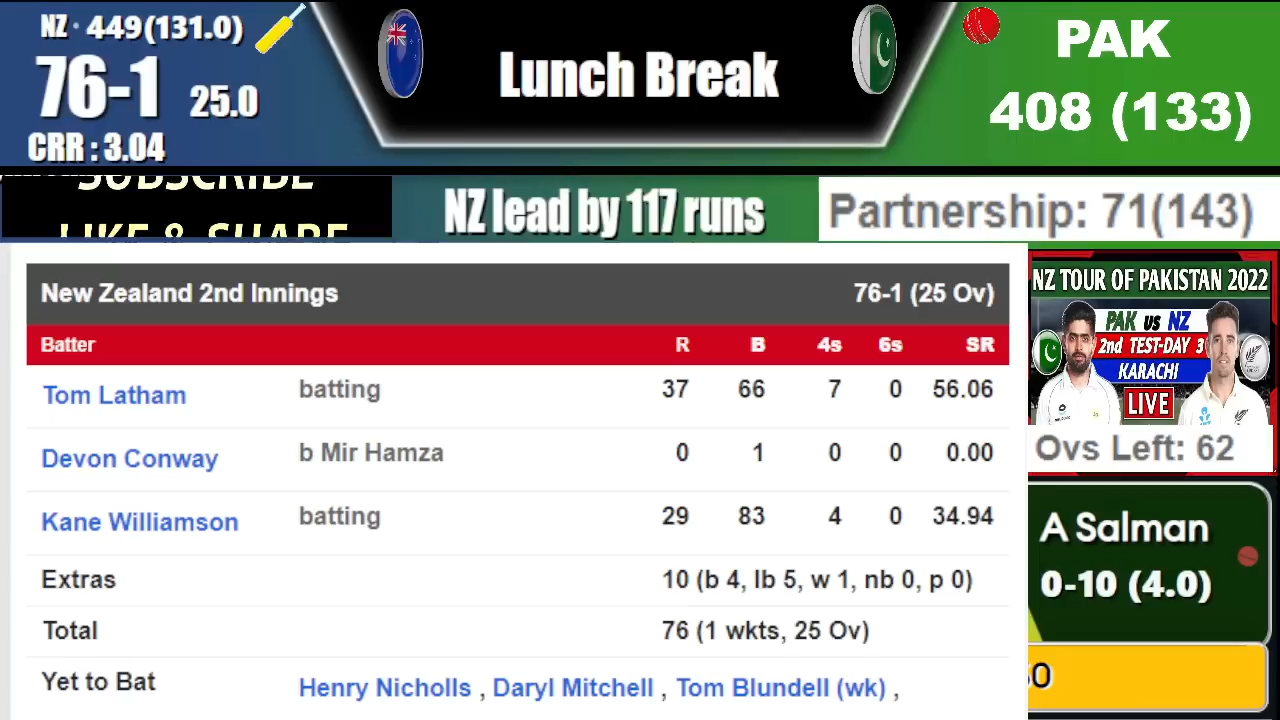 NZ · 449(131.0)
76-1 25.0
CRR : 3.04
Lunch Break
PAK
408 (133)
SUBSCRIBE
LIKE & SHARE
NZ lead by 117 runs
Partnership: 71(143)
New Zealand 2nd Innings 76-1 (25 Ov)
Batter R B 4s 6s SR
Tom Latham batting 37 66 7 0 56.06
Devon Conway b Mir Hamza 0 1 0 0 0.00
Kane Williamson batting 29 83 4 0 34.94
Extras 10 (b 4, lb 5, w 1, nb 0, p 0)
Total 76 (1 wkts, 25 Ov)
Yet to Bat Henry Nicholls , Daryl Mitchell , Tom Blundell (wk) ,
NZ TOUR OF PAKISTAN 2022
PAK us NZ
2nd TEST-DAY 3
KARACHI
LIVE
Ovs Left: 62
A Salman
0-10 (4.0)